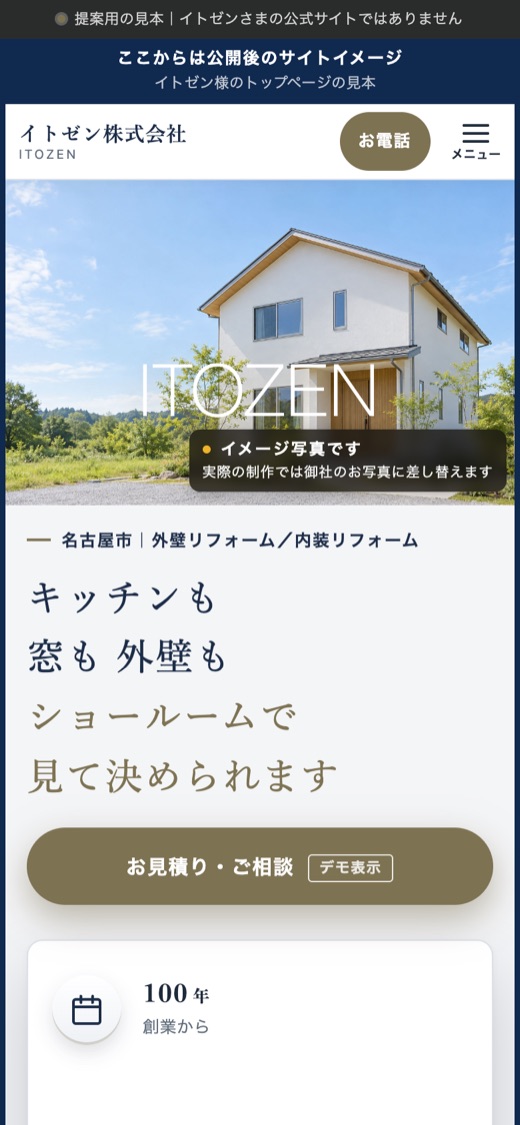 提案用の見本｜イトゼンさまの公式サイトではありません
ここからは公開後のサイトイメージ
イトゼン様のトップページの見本
イトゼン株式会社
ITOZEN
お電話
メニュー
ITOZEN
イメージ写真です
実際の制作では御社のお写真に差し替えます
名古屋市｜外壁リフォーム／内装リフォーム
キッチンも
窓も 外壁も
ショールームで
見て決められます
お見積り・ご相談 デモ表示
100 年
創業から